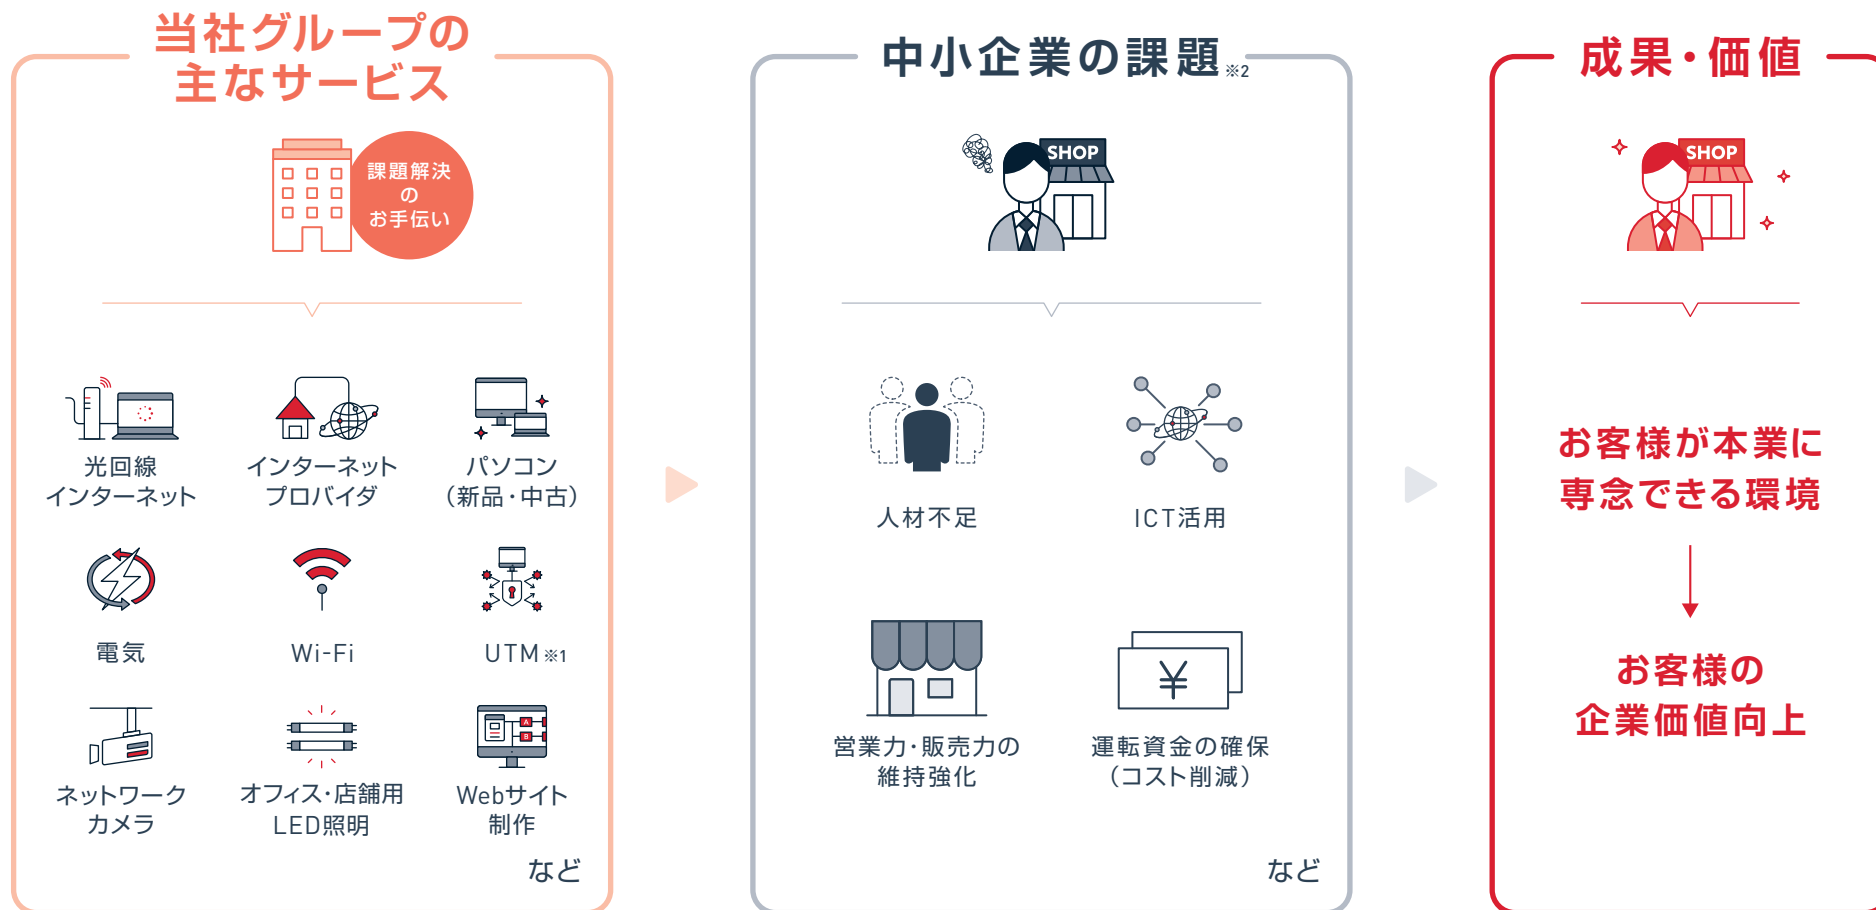 当社グループの
主なサービス
課題解決
の
お手伝い
光回線
インターネット
インターネット
プロバイダ
パソコン
（新品・中古）
電気
Wi-Fi
UTM※1
ネットワーク
カメラ
オフィス・店舗用
LED照明
Webサイト
制作
A
B
など
中小企業の課題※2
SHOP
人材不足
ICT活用
¥
営業力・販売力の
維持強化
運転資金の確保
（コスト削減）
など
成果・価値
SHOP
お客様が本業に
専念できる環境
お客様の
企業価値向上